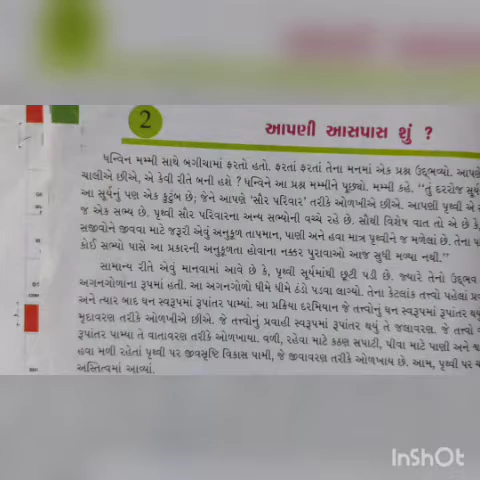 2
આપણી આસપાસ શું ?
ધન્વિન મમ્મી સાથે બગીચામાં ફરતો હતો. ફરતાં ફરતાં તેના મનમાં એક પ્રશ્ન ઉદ્ભવ્યો. આપણે
ચાલીએ છીએ, એ કેવી રીતે બની હશે ? ધન્વિને આ પ્રશ્ન મમ્મીને પૂછ્યો. મમ્મી કહે. "તું દરરોજ સૂર્ય
આ સૂર્યનું પણ એક કુટુંબ છે; જેને આપણે 'સૌર પરિવાર' તરીકે ઓળખીએ છીએ. આપણી પૃથ્વી એ
જ એક સભ્ય છે. પૃથ્વી સૌર પરિવારના અન્ય સભ્યોની વચ્ચે રહે છે. સૌથી વિશેષ વાત તો એ છે કે,
સજીવોને જીવવા માટે જરૂરી એવું અનુકૂળ તાપમાન, પાણી અને હવા માત્ર પૃથ્વીને જ મળેલાં છે. તેના
કોઈ સભ્યો પાસે આ પ્રકારની અનુકૂળતા હોવાના નક્કર પુરાવાઓ આજ સુધી મળ્યા નથી."
સામાન્ય રીતે એવું માનવામાં આવે છે કે, પૃથ્વી સૂર્યમાંથી છૂટી પડી છે. જ્યારે તેનો ઉદ્ભવ
અગનગોળાના રૂપમાં હતી. આ અગનગોળો ધીમે ધીમે ઠંડો પડવા લાગ્યો. તેના કેટલાંક તત્ત્વો પહેલાં
અને ત્યાર બાદ ઘન સ્વરૂપમાં રૂપાંતર પામ્યાં. આ પ્રક્રિયા દરમિયાન જે તત્ત્વોનું ઘન સ્વરૂપમાં રૂપાંતર
મૃદાવરણ તરીકે ઓળખીએ છીએ. જે તત્ત્વોનું પ્રવાહી સ્વરૂપમાં રૂપાંતર થયું તે જલાવરણ. જે તત્ત્વો
રૂપાંતર પામ્યા તે વાતાવરણ તરીકે ઓળખાયા. વળી, રહેવા માટે કઠણ સપાટી, પીવા માટે પાણી અને
હવા મળી રહેતાં પૃથ્વી પર જીવસૃષ્ટિ વિકાસ પામી, જે જીવાવરણ તરીકે ઓળખાય છે. આમ, પૃથ્વી પર
અસ્તિત્વમાં આવ્યાં.
InShOt